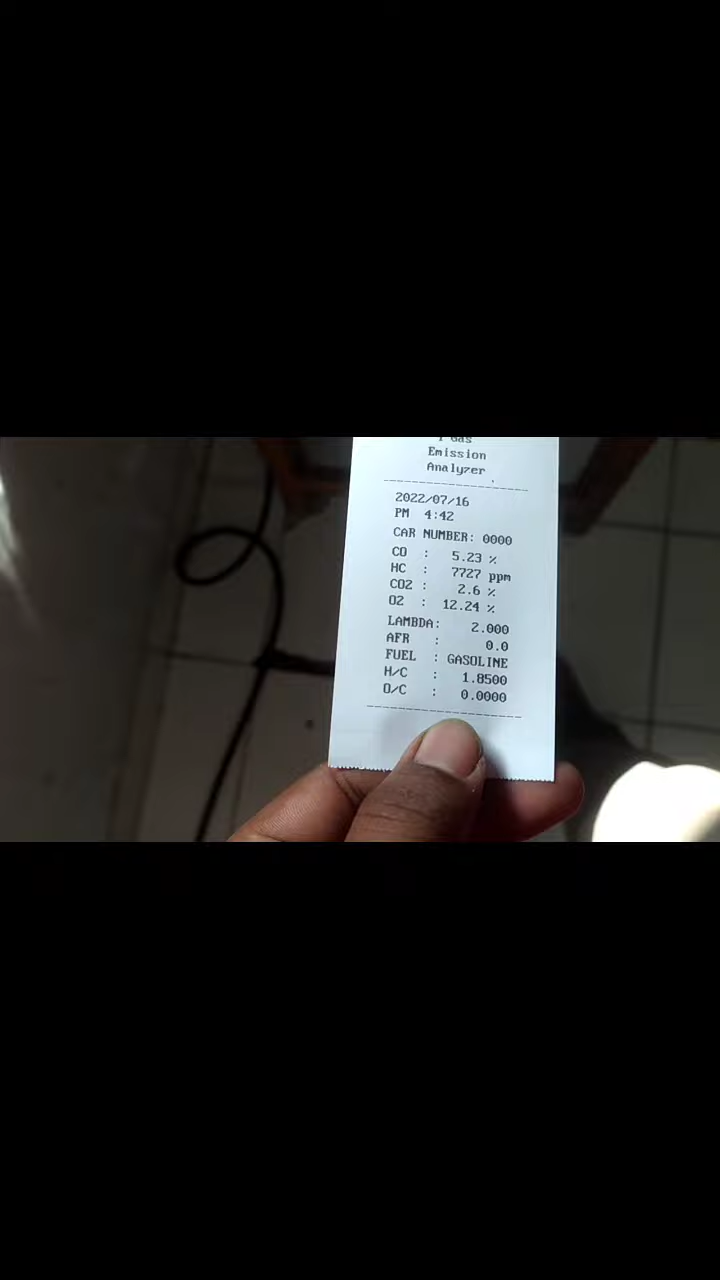 Gas
Emission
Analyzer
2022/07/16
PM 4:42
CAR NUMBER: 0000
CO : 5.23 %
HC : 7727 ppm
CO2 : 2.6 %
O2 : 12.24 %
LAMBDA: 2.000
AFR : 0.0
FUEL : GASOLINE
H/C : 1.8500
O/C : 0.0000